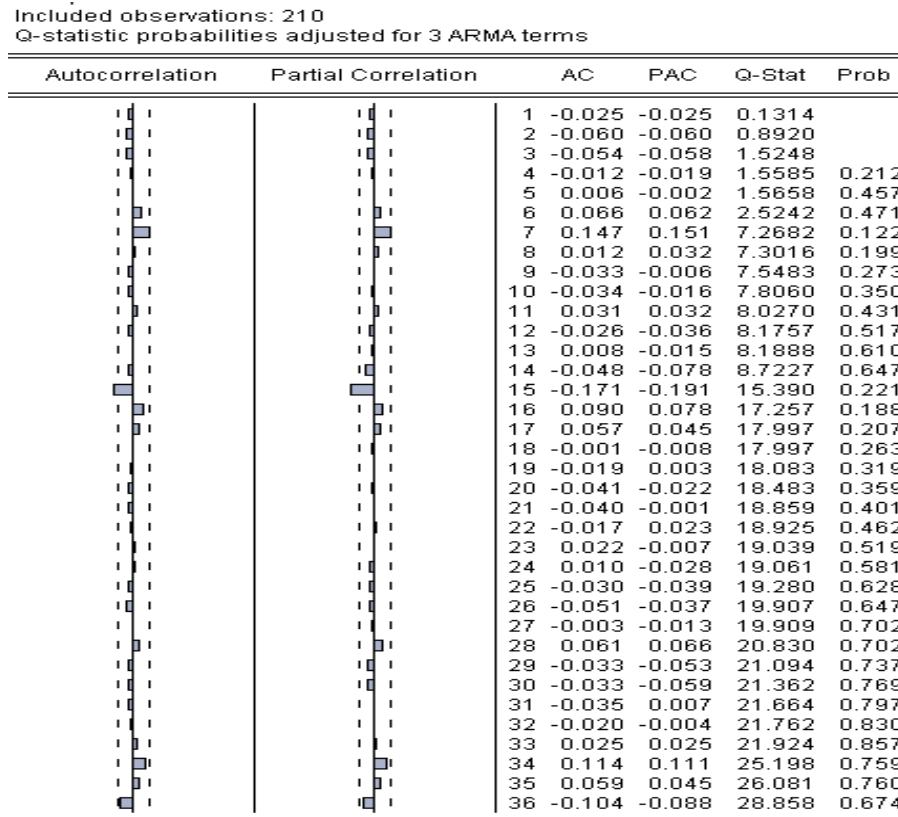 Included observations: 210
Q-statistic probabilities adjusted for 3 ARMA terms
Autocorrelation Partial Correlation AC PAC Q-Stat Prob
1 -0.025 -0.025 0.1314
2 -0.060 -0.060 0.8920
3 -0.054 -0.058 1.5248
4 -0.012 -0.019 1.5585 0.212
5 0.006 -0.002 1.5658 0.457
6 0.066 0.062 2.5242 0.471
7 0.147 0.151 7.2682 0.122
8 0.012 0.032 7.3016 0.199
9 -0.033 -0.006 7.5483 0.273
10 -0.034 -0.016 7.8060 0.350
11 0.031 0.032 8.0270 0.431
12 -0.026 -0.036 8.1757 0.517
13 0.008 -0.015 8.1888 0.610
14 -0.048 -0.078 8.7227 0.647
15 -0.171 -0.191 15.390 0.221
16 0.090 0.078 17.257 0.188
17 0.057 0.045 17.997 0.207
18 -0.001 -0.008 17.997 0.263
19 -0.019 0.003 18.083 0.319
20 -0.041 -0.022 18.483 0.359
21 -0.040 -0.001 18.859 0.401
22 -0.017 0.023 18.925 0.462
23 0.022 -0.007 19.039 0.519
24 0.010 -0.028 19.061 0.581
25 -0.030 -0.039 19.280 0.628
26 -0.051 -0.037 19.907 0.647
27 -0.003 -0.013 19.909 0.702
28 0.061 0.066 20.830 0.702
29 -0.033 -0.053 21.094 0.737
30 -0.033 -0.059 21.362 0.769
31 -0.035 0.007 21.664 0.797
32 -0.020 -0.004 21.762 0.830
33 0.025 0.025 21.924 0.857
34 0.114 0.111 25.198 0.759
35 0.059 0.045 26.081 0.760
36 -0.104 -0.088 28.858 0.674